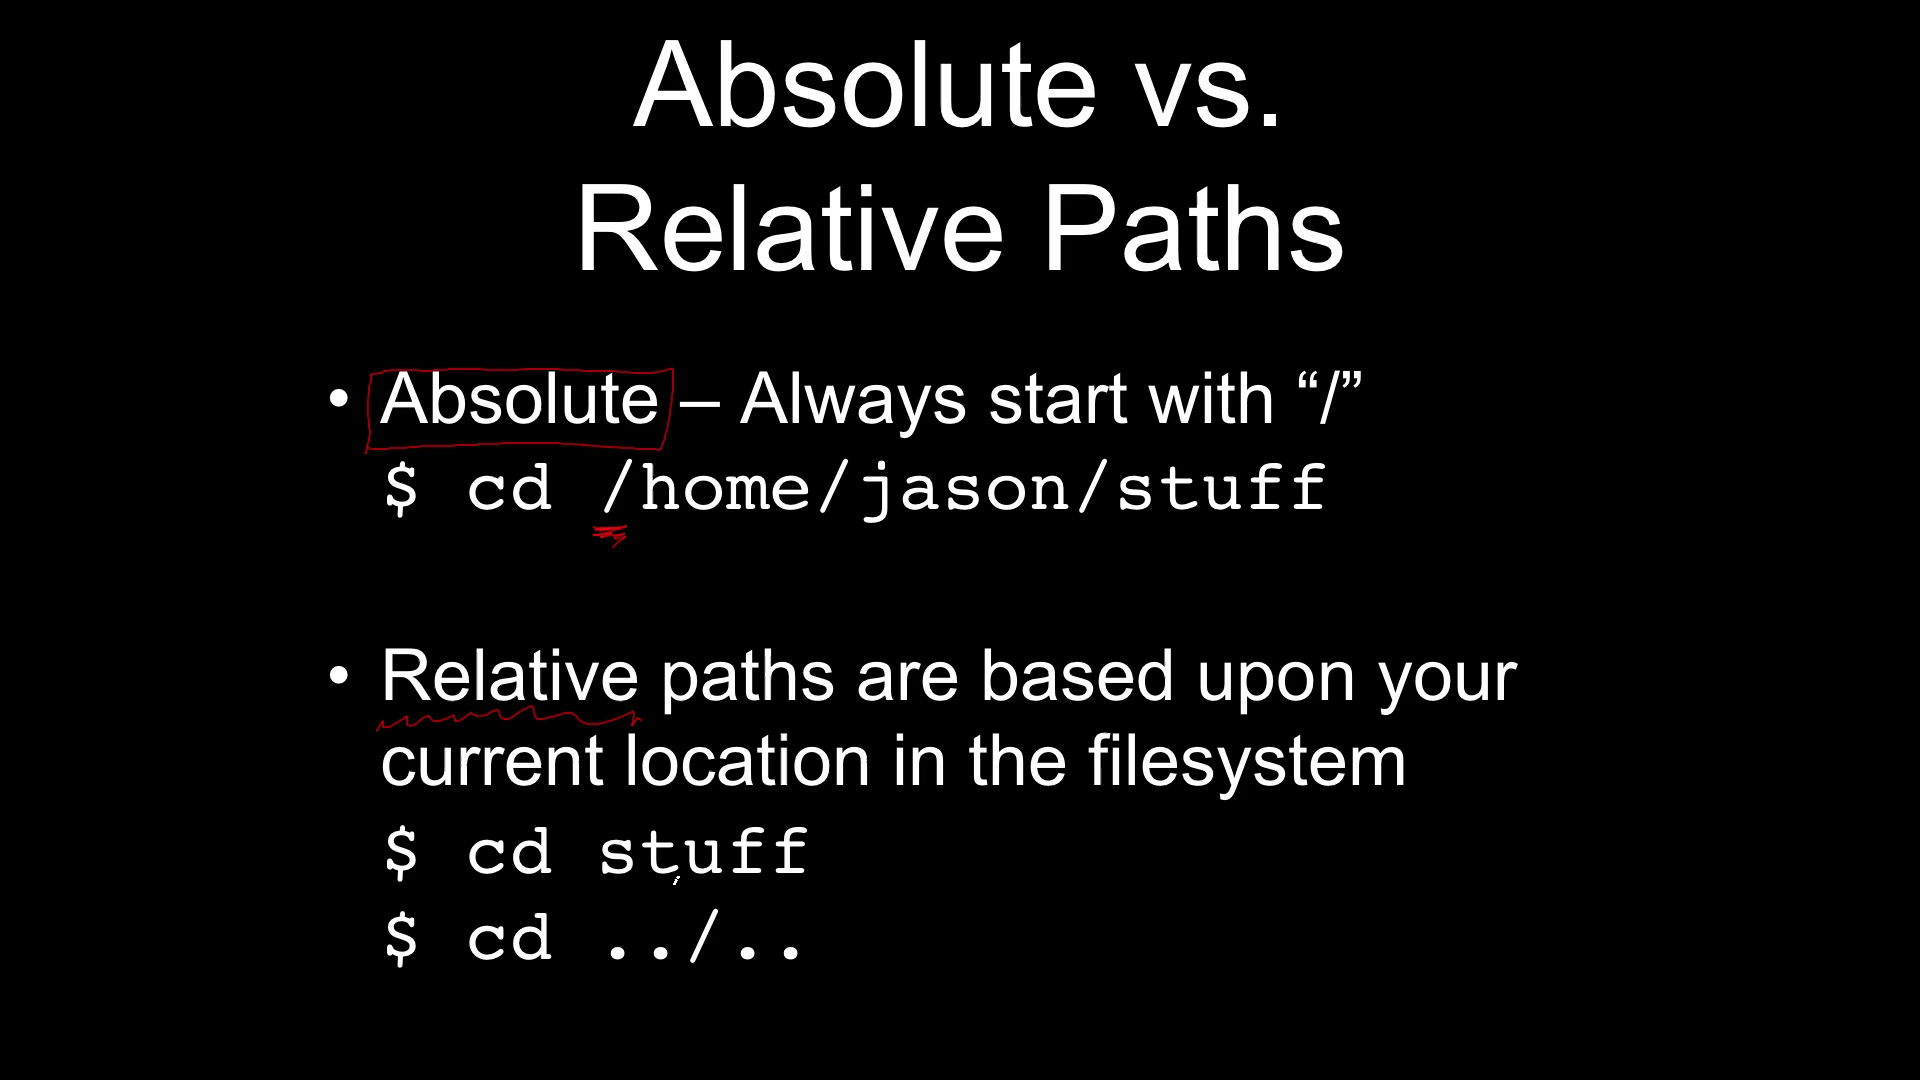 Absolute vs.
Relative Paths
• Absolute – Always start with “/”
$ cd /home/jason/stuff
• Relative paths are based upon your
current location in the filesystem
$ cd stuff
$ cd ../..